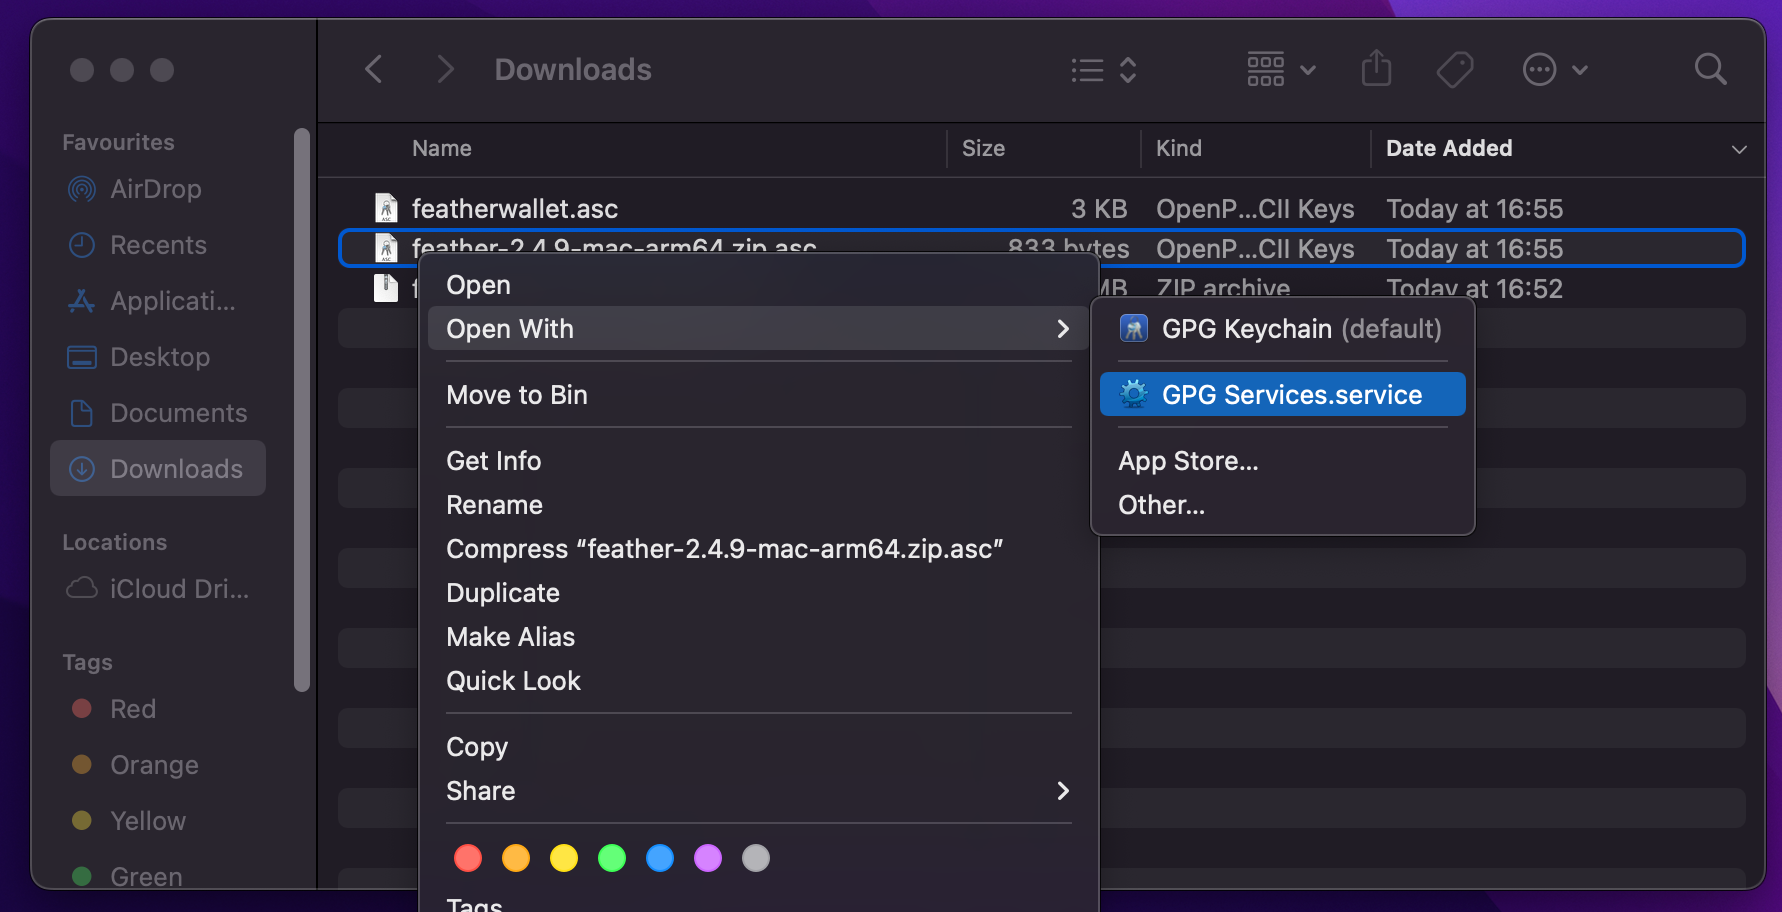 Downloads
Favourites
AirDrop
Recents
Applicati...
Desktop
Documents
Downloads
Locations
iCloud Dri...
Tags
Red
Orange
Yellow
Green
Name Size Kind Date Added
featherwallet.asc 3 KB OpenP...CII Keys Today at 16:55
feather-2.4.9-mac-arm64.zip.asc 833 bytes OpenP...CII Keys Today at 16:55
MB ZIP archive Today at 16:52
Open
Open With
Move to Bin
Get Info
Rename
Compress “feather-2.4.9-mac-arm64.zip.asc”
Duplicate
Make Alias
Quick Look
Copy
Share
Tags
GPG Keychain (default)
GPG Services.service
App Store...
Other...